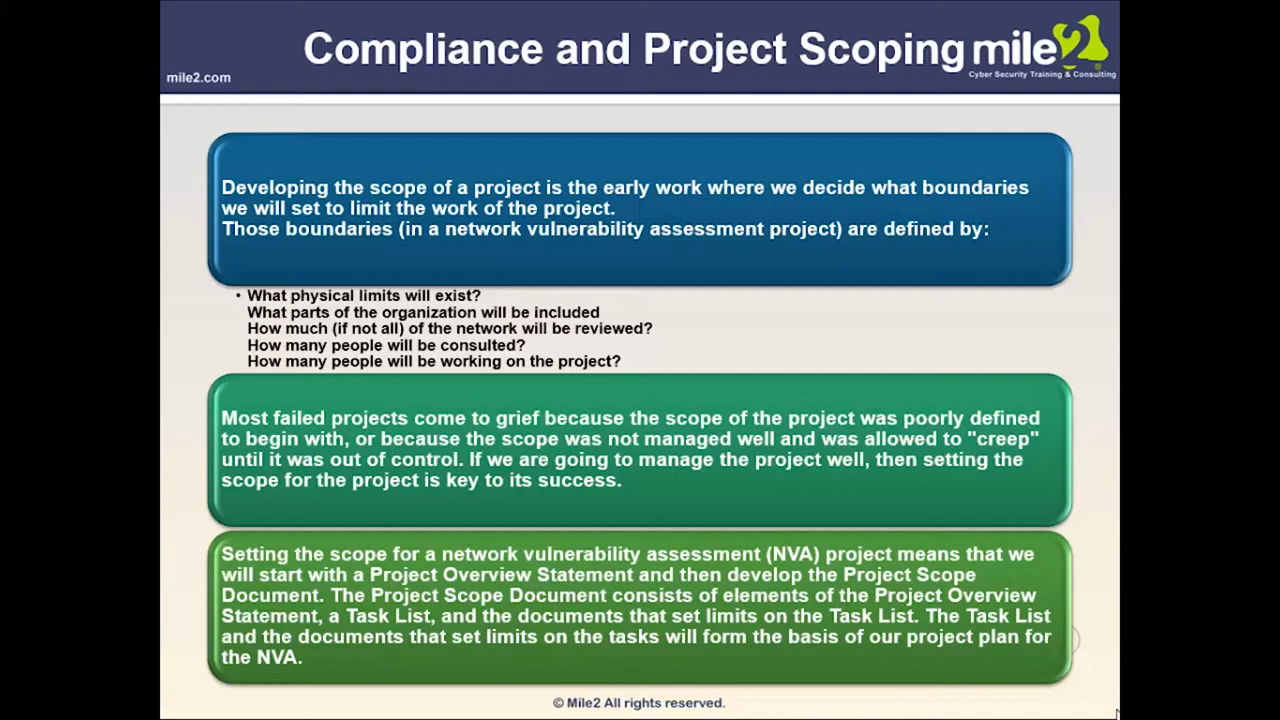 Compliance and Project Scoping
mile2
Cyber Security Training & Consulting
mile2.com
Developing the scope of a project is the early work where we decide what boundaries
we will set to limit the work of the project.
Those boundaries (in a network vulnerability assessment project) are defined by:
• What physical limits will exist?
What parts of the organization will be included
How much (if not all) of the network will be reviewed?
How many people will be consulted?
How many people will be working on the project?
Most failed projects come to grief because the scope of the project was poorly defined
to begin with, or because the scope was not managed well and was allowed to "creep"
until it was out of control. If we are going to manage the project well, then setting the
scope for the project is key to its success.
Setting the scope for a network vulnerability assessment (NVA) project means that we
will start with a Project Overview Statement and then develop the Project Scope
Document. The Project Scope Document consists of elements of the Project Overview
Statement, a Task List, and the documents that set limits on the Task List. The Task List
and the documents that set limits on the tasks will form the basis of our project plan for
the NVA.
© Mile2 All rights reserved.